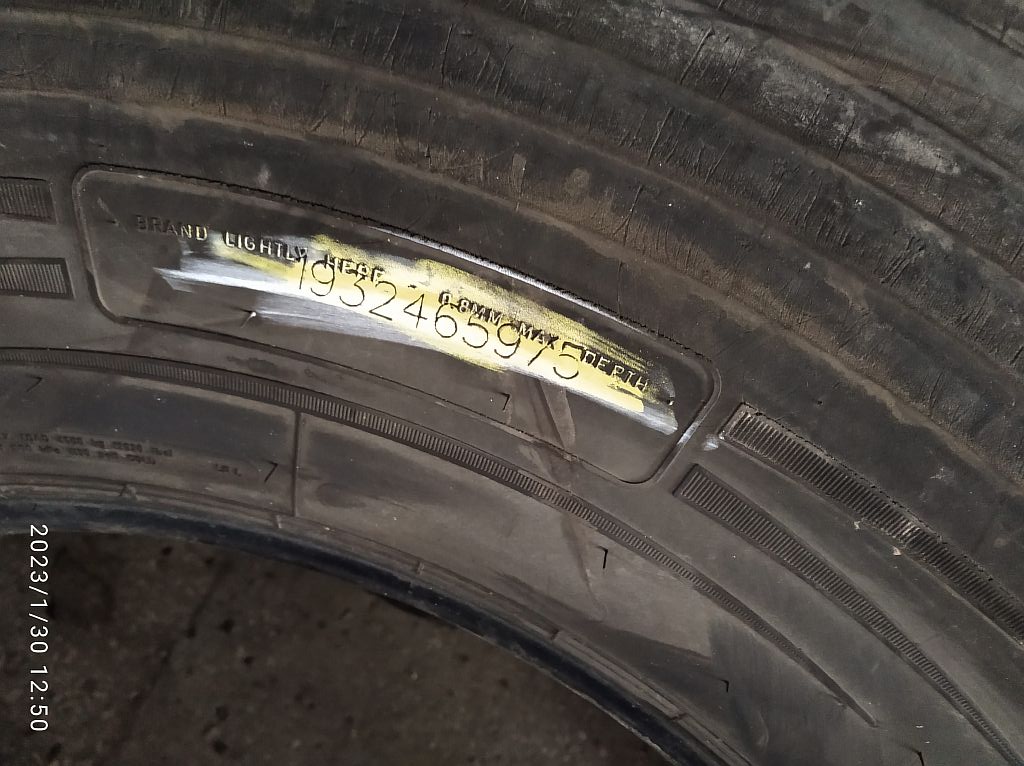 BRAND LIGHTLY HERE - 0.8MM MAX DEPTH
1932465975
2023/1/30 12:50